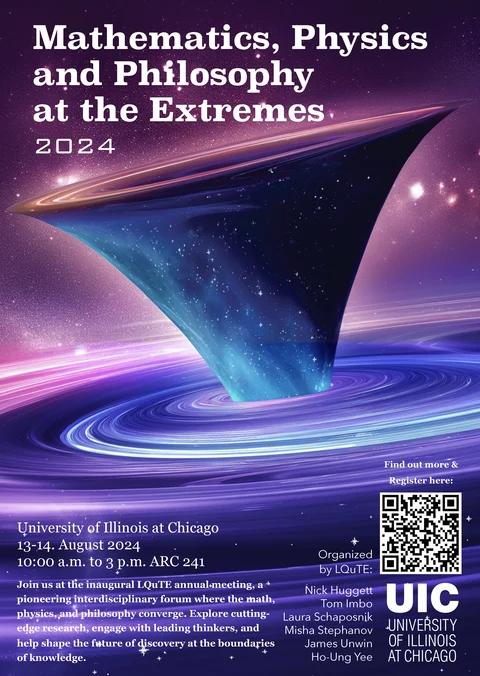 Mathematics, Physics
and Philosophy
at the Extremes
2024
Find out more &
Register here:
University of Illinois at Chicago
13-14. August 2024
10:00 a.m. to 3 p.m. ARC 241
Join us at the inaugural LQuTE annual meeting, a
pioneering interdisciplinary forum where the math,
physics, and philosophy converge. Explore cutting-
edge research, engage with leading thinkers, and
help shape the future of discovery at the boundaries
of knowledge.
Organized
by LQuTE:
Nick Huggett
Tom Imbo
Laura Schaposnik
Misha Stephanov
James Unwin
Ho-Ung Yee
UIC
UNIVERSITY
OF ILLINOIS
AT CHICAGO